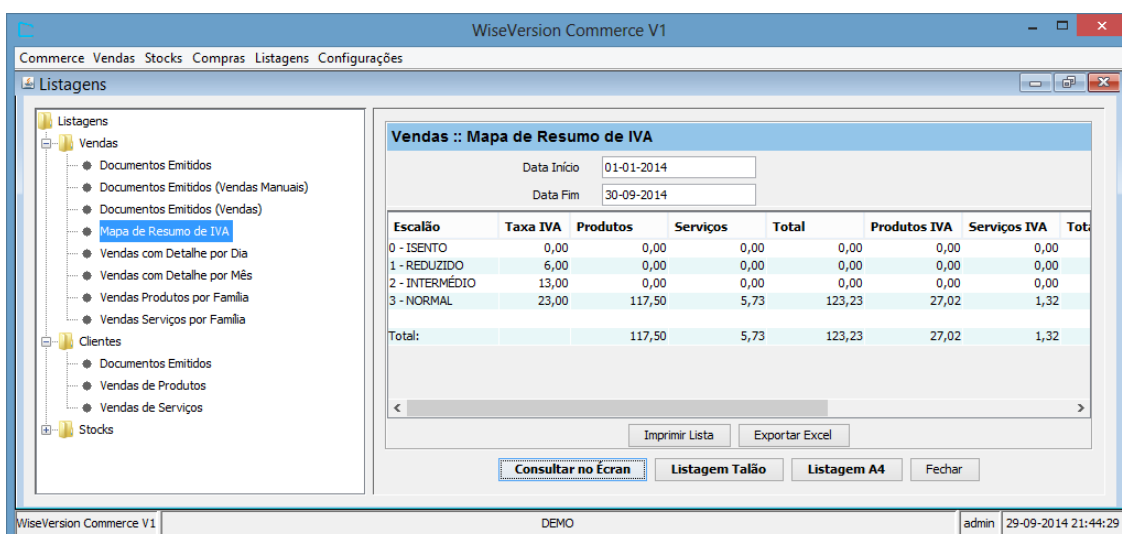 WiseVersion Commerce V1
Commerce Vendas Stocks Compras Listagens Configurações
Listagens
Listagens
Vendas
Documentos Emitidos
Documentos Emitidos (Vendas Manuais)
Documentos Emitidos (Vendas)
Mapa de Resumo de IVA
Vendas com Detalhe por Dia
Vendas com Detalhe por Mês
Vendas Produtos por Família
Vendas Serviços por Família
Clientes
Documentos Emitidos
Vendas de Produtos
Vendas de Serviços
Stocks
Vendas :: Mapa de Resumo de IVA
Data Início 01-01-2014
Data Fim 30-09-2014
Escalão Taxa IVA Produtos Serviços Total Produtos IVA Serviços IVA Tota
0 - ISENTO 0,00 0,00 0,00 0,00 0,00 0,00
1 - REDUZIDO 6,00 0,00 0,00 0,00 0,00 0,00
2 - INTERMÉDIO 13,00 0,00 0,00 0,00 0,00 0,00
3 - NORMAL 23,00 117,50 5,73 123,23 27,02 1,32
Total: 117,50 5,73 123,23 27,02 1,32
Imprimir Lista Exportar Excel
Consultar no Écran Listagem Talão Listagem A4 Fechar
WiseVersion Commerce V1 DEMO admin 29-09-2014 21:44:29